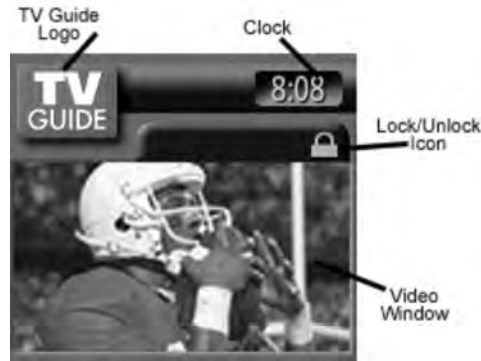 TV Guide
Logo
Clock
TV
GUIDE
8:08
Lock/Unlock
Icon
Video
Window